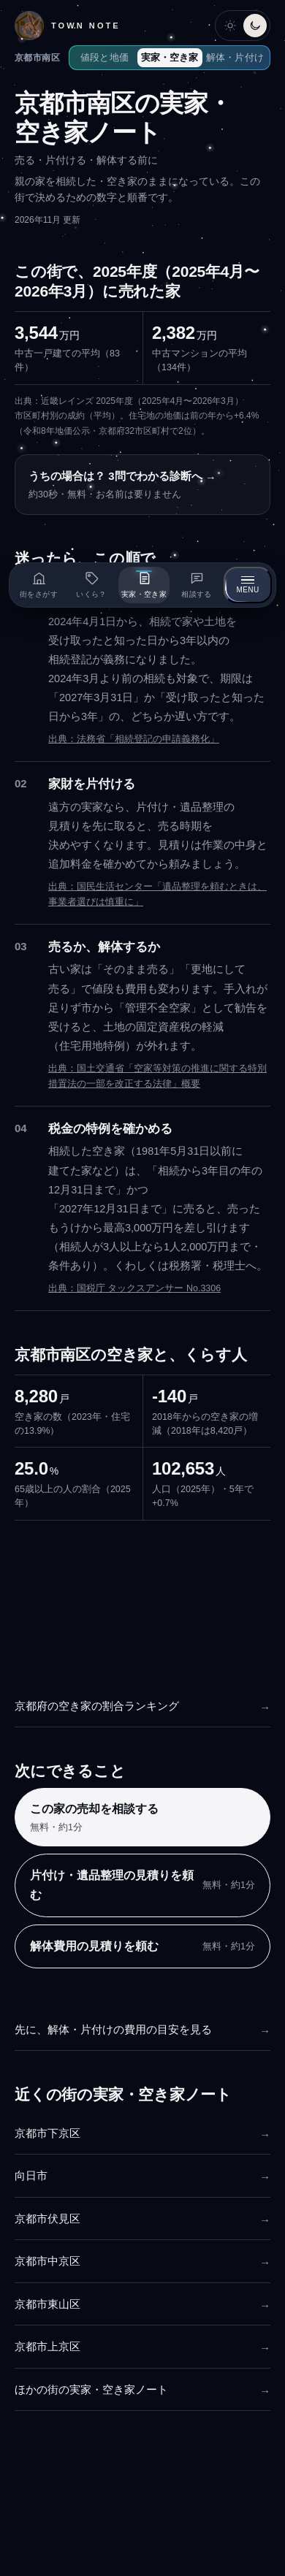 TOWN NOTE
京都市南区
値段と地価
実家・空き家
解体・片付け
京都市南区の実家・
空き家ノート
売る・片付ける・解体する前に
親の家を相続した・空き家のままになっている。この
街で決めるための数字と順番です。
2026年11月 更新
この街で、2025年度（2025年4月〜
2026年3月）に売れた家
3,544万円
中古一戸建ての平均（83
件）
2,382万円
中古マンションの平均
（134件）
出典：近畿レインズ 2025年度（2025年4月〜2026年3月）
市区町村別の成約（平均）。住宅地の地価は前の年から+6.4%
（令和8年地価公示・京都府32市区町村で2位）。
うちの場合は？ 3問でわかる診断へ →
約30秒・無料・お名前は要りません
迷ったら、この順で
街をさがす
いくら？
実家・空き家
相談する
MENU
2024年4月1日から、相続で家や土地を
受け取ったと知った日から3年以内の
相続登記が義務になりました。
2024年3月より前の相続も対象で、期限は
「2027年3月31日」か「受け取ったと知った
日から3年」の、どちらか遅い方です。
出典：法務省「相続登記の申請義務化」
02
家財を片付ける
遠方の実家なら、片付け・遺品整理の
見積りを先に取ると、売る時期を
決めやすくなります。見積りは作業の中身と
追加料金を確かめてから頼みましょう。
出典：国民生活センター「遺品整理を頼むときは、
事業者選びは慎重に」
03
売るか、解体するか
古い家は「そのまま売る」「更地にして
売る」で値段も費用も変わります。手入れが
足りず市から「管理不全空家」として勧告を
受けると、土地の固定資産税の軽減
（住宅用地特例）が外れます。
出典：国土交通省「空家等対策の推進に関する特別
措置法の一部を改正する法律」概要
04
税金の特例を確かめる
相続した空き家（1981年5月31日以前に
建てた家など）は、「相続から3年目の年の
12月31日まで」かつ
「2027年12月31日まで」に売ると、売った
もうけから最高3,000万円を差し引けます
（相続人が3人以上なら1人2,000万円まで・
条件あり）。くわしくは税務署・税理士へ。
出典：国税庁 タックスアンサー No.3306
京都市南区の空き家と、くらす人
8,280戸
空き家の数（2023年・住宅
の13.9%）
-140戸
2018年からの空き家の増
減（2018年は8,420戸）
25.0%
65歳以上の人の割合（2025
年）
102,653人
人口（2025年）・5年で
+0.7%
京都府の空き家の割合ランキング
→
次にできること
この家の売却を相談する
無料・約1分
片付け・遺品整理の見積りを頼
む
無料・約1分
解体費用の見積りを頼む
無料・約1分
先に、解体・片付けの費用の目安を見る
→
近くの街の実家・空き家ノート
京都市下京区
→
向日市
→
京都市伏見区
→
京都市中京区
→
京都市東山区
→
京都市上京区
→
ほかの街の実家・空き家ノート
→